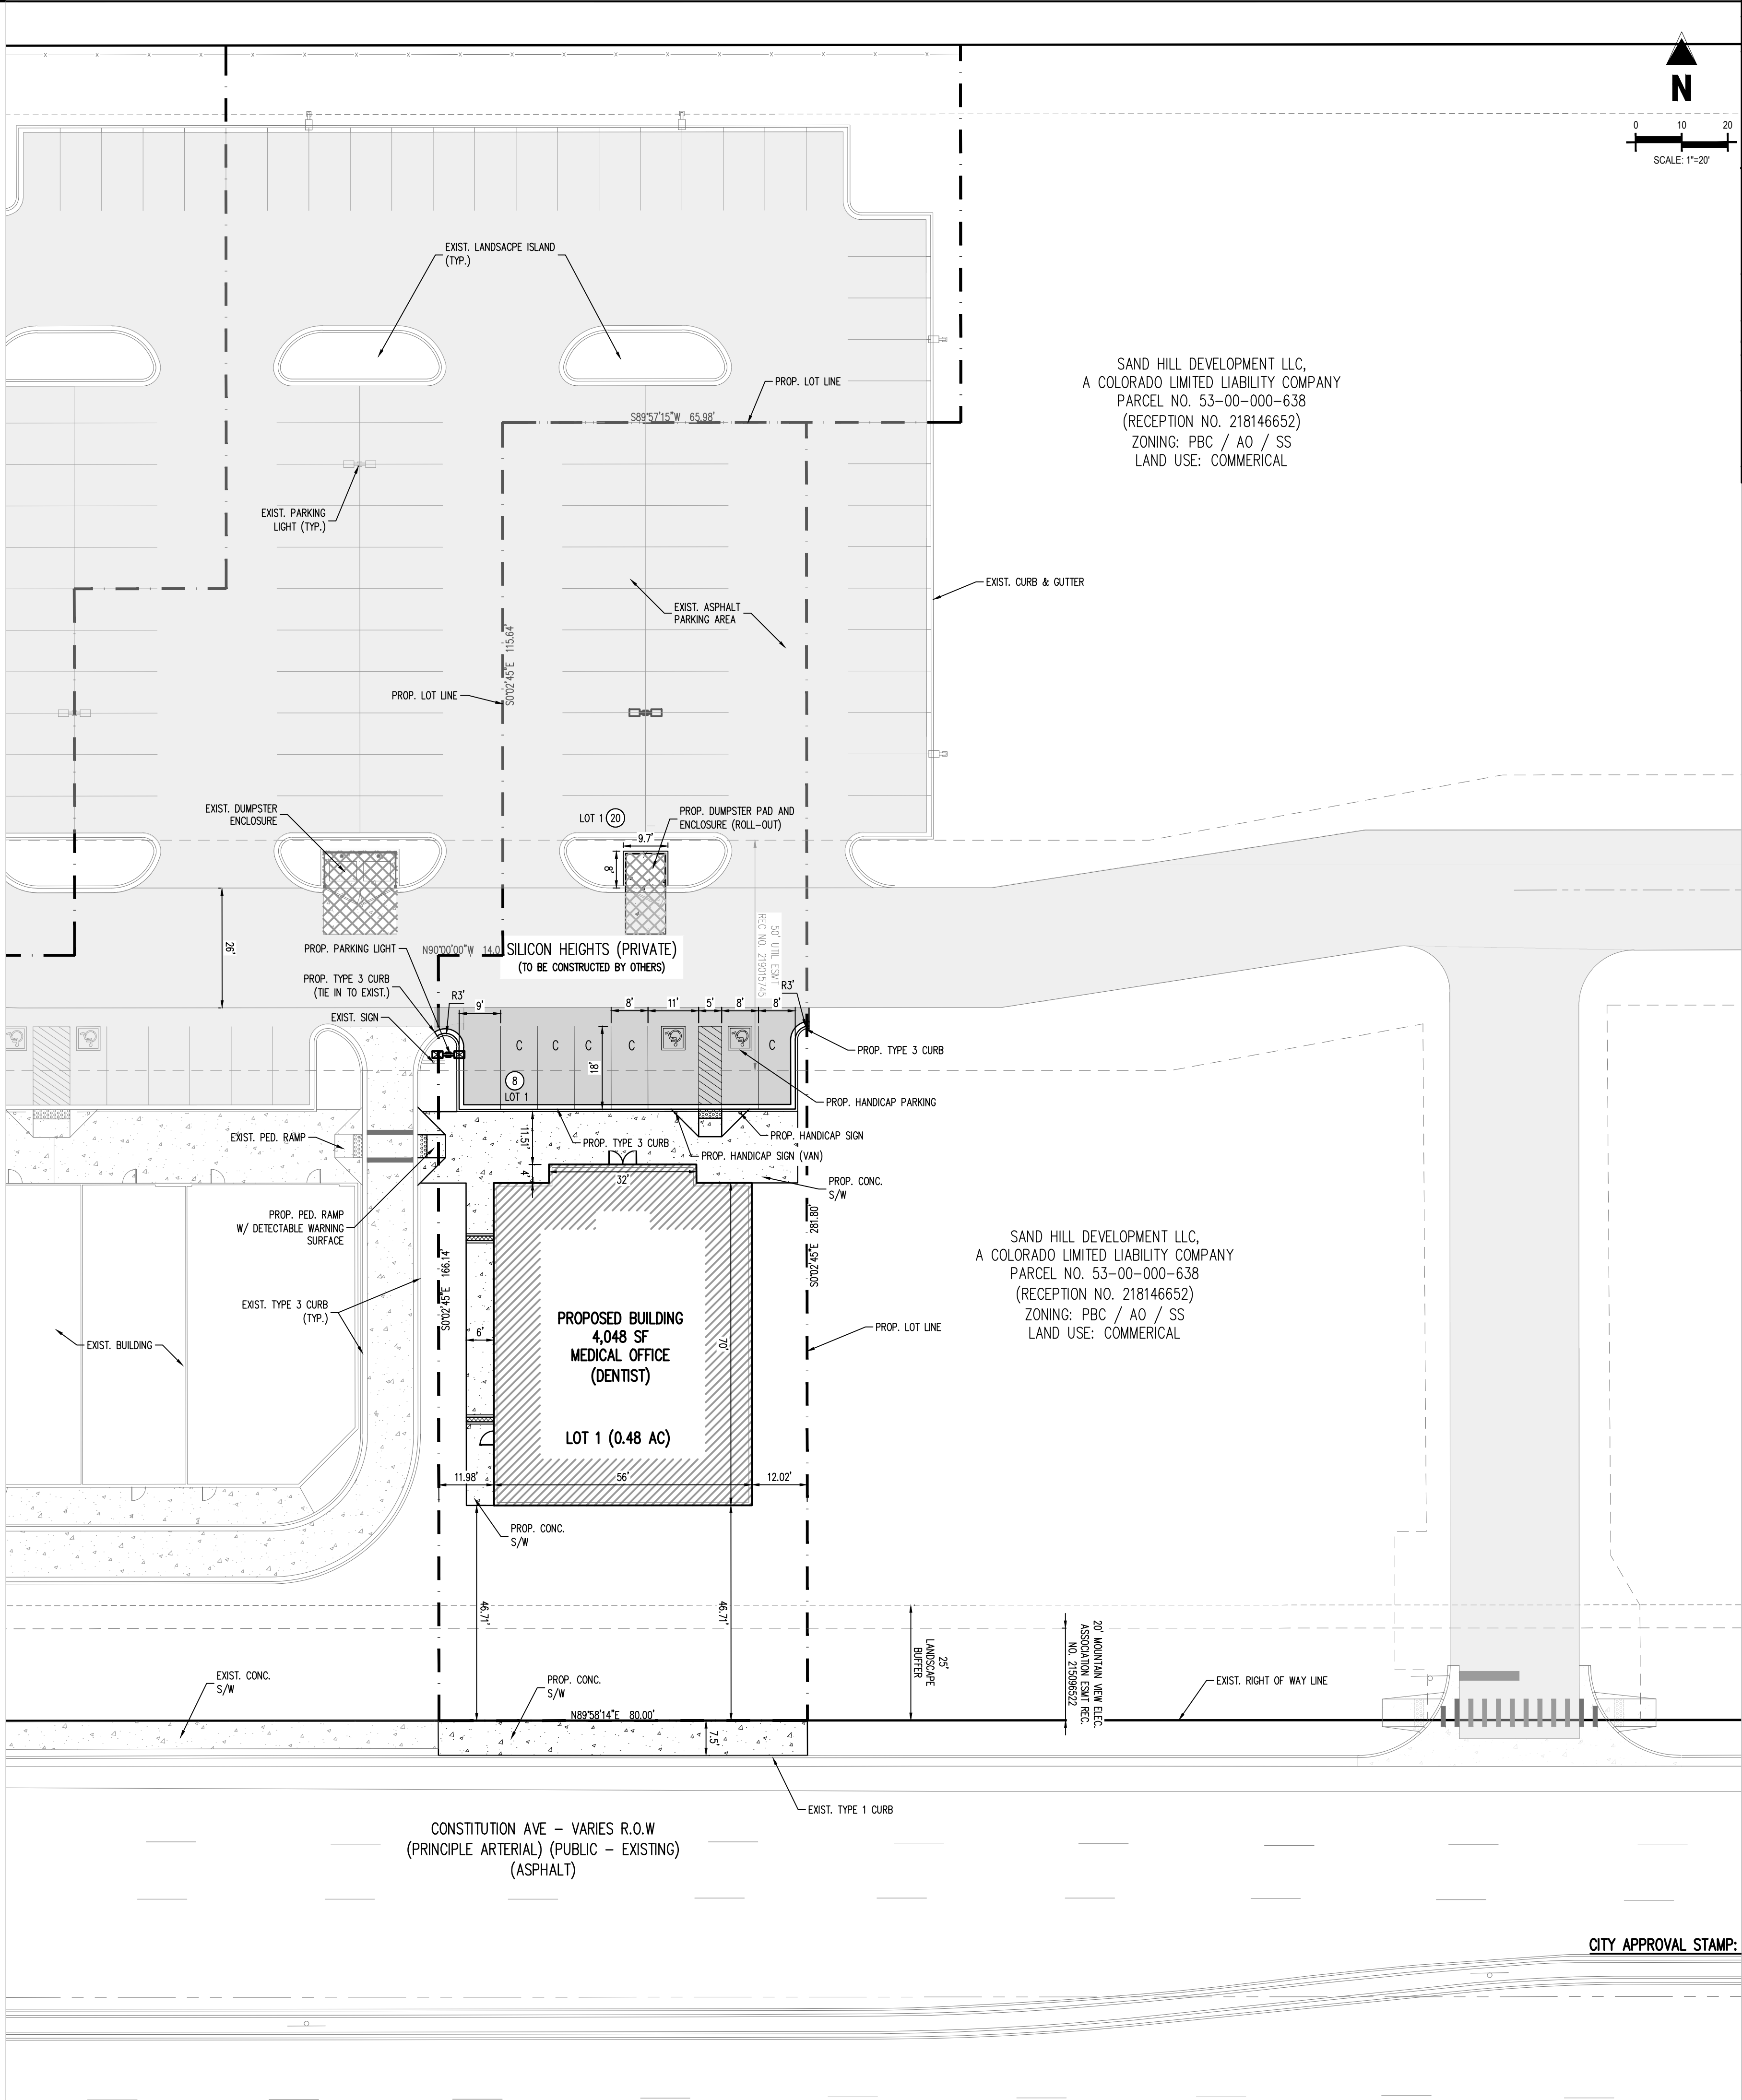 N
0 10 20
SCALE: 1"=20'
EXIST. LANDSACPE ISLAND
(TYP.)
SAND HILL DEVELOPMENT LLC,
A COLORADO LIMITED LIABILITY COMPANY
PARCEL NO. 53-00-000-638
(RECEPTION NO. 218146652)
ZONING: PBC / AO / SS
LAND USE: COMMERICAL
PROP. LOT LINE
S89°57'15"W 65.98'
EXIST. PARKING
LIGHT (TYP.)
EXIST. CURB & GUTTER
EXIST. ASPHALT
PARKING AREA
S0°02'45"E 115.64'
PROP. LOT LINE
EXIST. DUMPSTER
ENCLOSURE
LOT 1 20
PROP. DUMPSTER PAD AND
ENCLOSURE (ROLL-OUT)
9.7'
8'
26'
50' UTIL ESMT
REC NO. 219015745
PROP. PARKING LIGHT
N90°00'00"W 14.0
SILICON HEIGHTS (PRIVATE)
(TO BE CONSTRUCTED BY OTHERS)
PROP. TYPE 3 CURB
(TIE IN TO EXIST.)
R3'
R3'
9'
8'
11'
5'
8'
8'
EXIST. SIGN
C C C C C
18'
8
LOT 1
PROP. TYPE 3 CURB
PROP. HANDICAP PARKING
EXIST. PED. RAMP
11.51'
PROP. TYPE 3 CURB
PROP. HANDICAP SIGN
PROP. HANDICAP SIGN (VAN)
4'
32'
PROP. CONC.
S/W
PROP. PED. RAMP
W/ DETECTABLE WARNING
SURFACE
S0°02'45"E 166.14'
S0°02'45"E 281.80'
SAND HILL DEVELOPMENT LLC,
A COLORADO LIMITED LIABILITY COMPANY
PARCEL NO. 53-00-000-638
(RECEPTION NO. 218146652)
ZONING: PBC / AO / SS
LAND USE: COMMERICAL
EXIST. TYPE 3 CURB
(TYP.)
EXIST. BUILDING
6'
PROPOSED BUILDING
4,048 SF
MEDICAL OFFICE
(DENTIST)
70'
PROP. LOT LINE
LOT 1 (0.48 AC)
11.98'
56'
12.02'
PROP. CONC.
S/W
46.71'
46.71'
25'
LANDSCAPE
BUFFER
20' MOUNTAIN VIEW ELEC.
ASSOCIATION ESMT REC.
NO. 215096522
EXIST. CONC.
S/W
PROP. CONC.
S/W
EXIST. RIGHT OF WAY LINE
N89°58'14"E 80.00'
7.5'
EXIST. TYPE 1 CURB
CONSTITUTION AVE – VARIES R.O.W
(PRINCIPLE ARTERIAL) (PUBLIC – EXISTING)
(ASPHALT)
CITY APPROVAL STAMP: